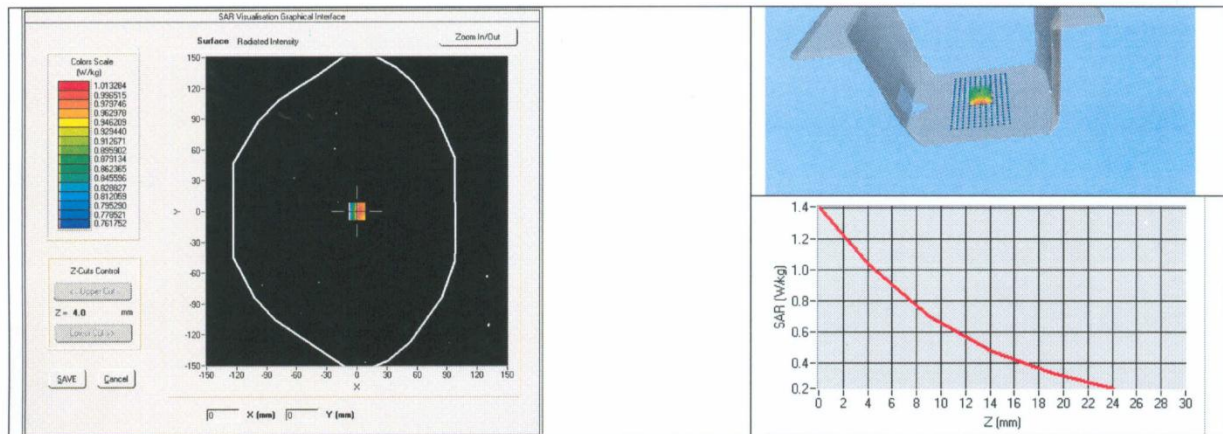 SAR Visualisation Graphical Interface
Surface Radiated Intensity
Zoom In/Out
Colors Scale
(W/kg)
1.013284
0.996515
0.979746
0.962978
0.946209
0.929440
0.912671
0.895902
0.879134
0.862365
0.845596
0.828827
0.812059
0.795290
0.778521
0.761752
Z-Cuts Control
<- Upper Cut -
Z = 4.0 mm
Lower Cut >>
SAVE Cancel
150
120
90
60
30
0
-30
-60
-90
-120
-150
Y
-150 -120 -90 -60 -30 0 30 60 90 120 150
X
0 X (mm) 0 Y (mm)
SAR (W/kg)
1.4
1.2
1.0
0.8
0.6
0.4
0.2
0 2 4 6 8 10 12 14 16 18 20 22 24 26 28 30
Z (mm)